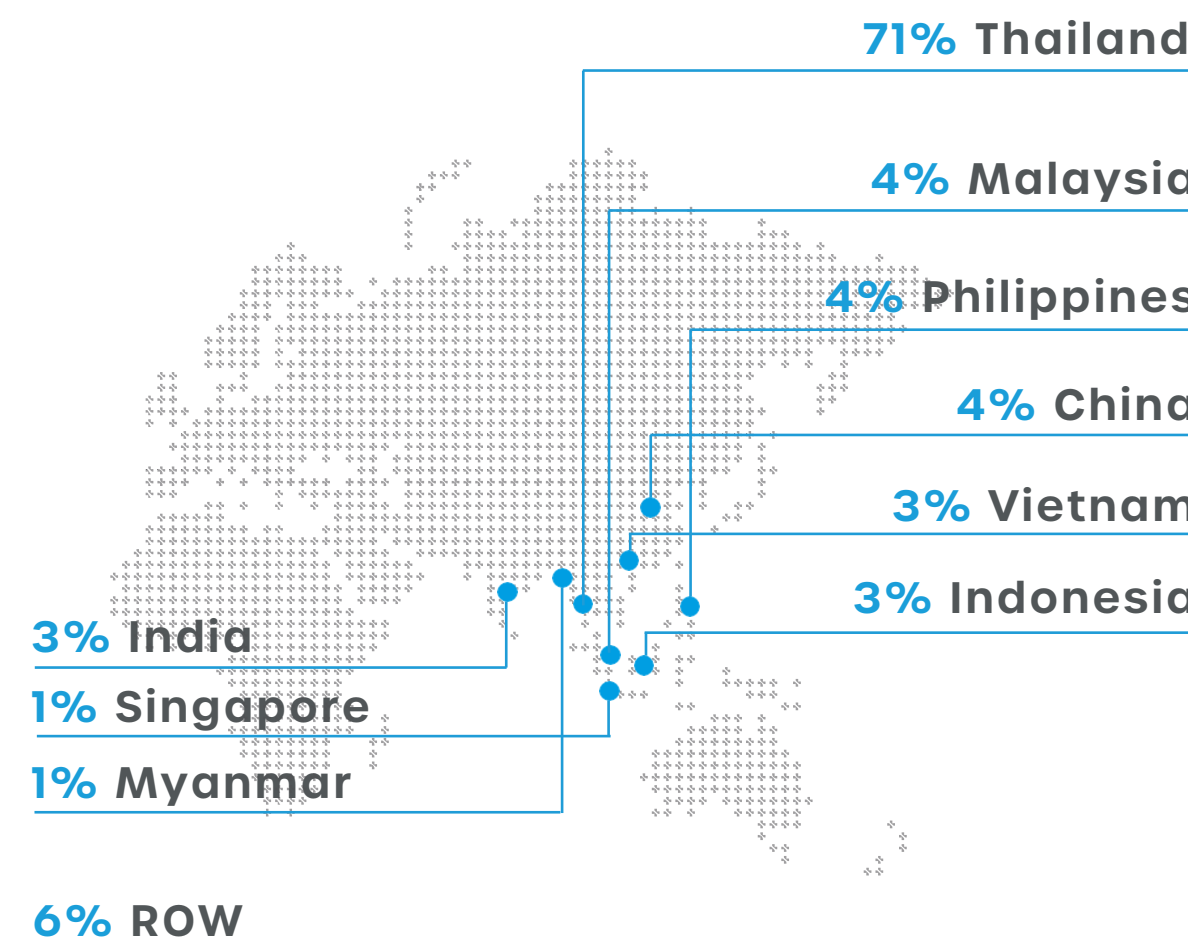 71% Thailand
4% Malaysia
4% Philippines
4% China
3% Vietnam
3% Indonesia
3% India
1% Singapore
1% Myanmar
6% ROW